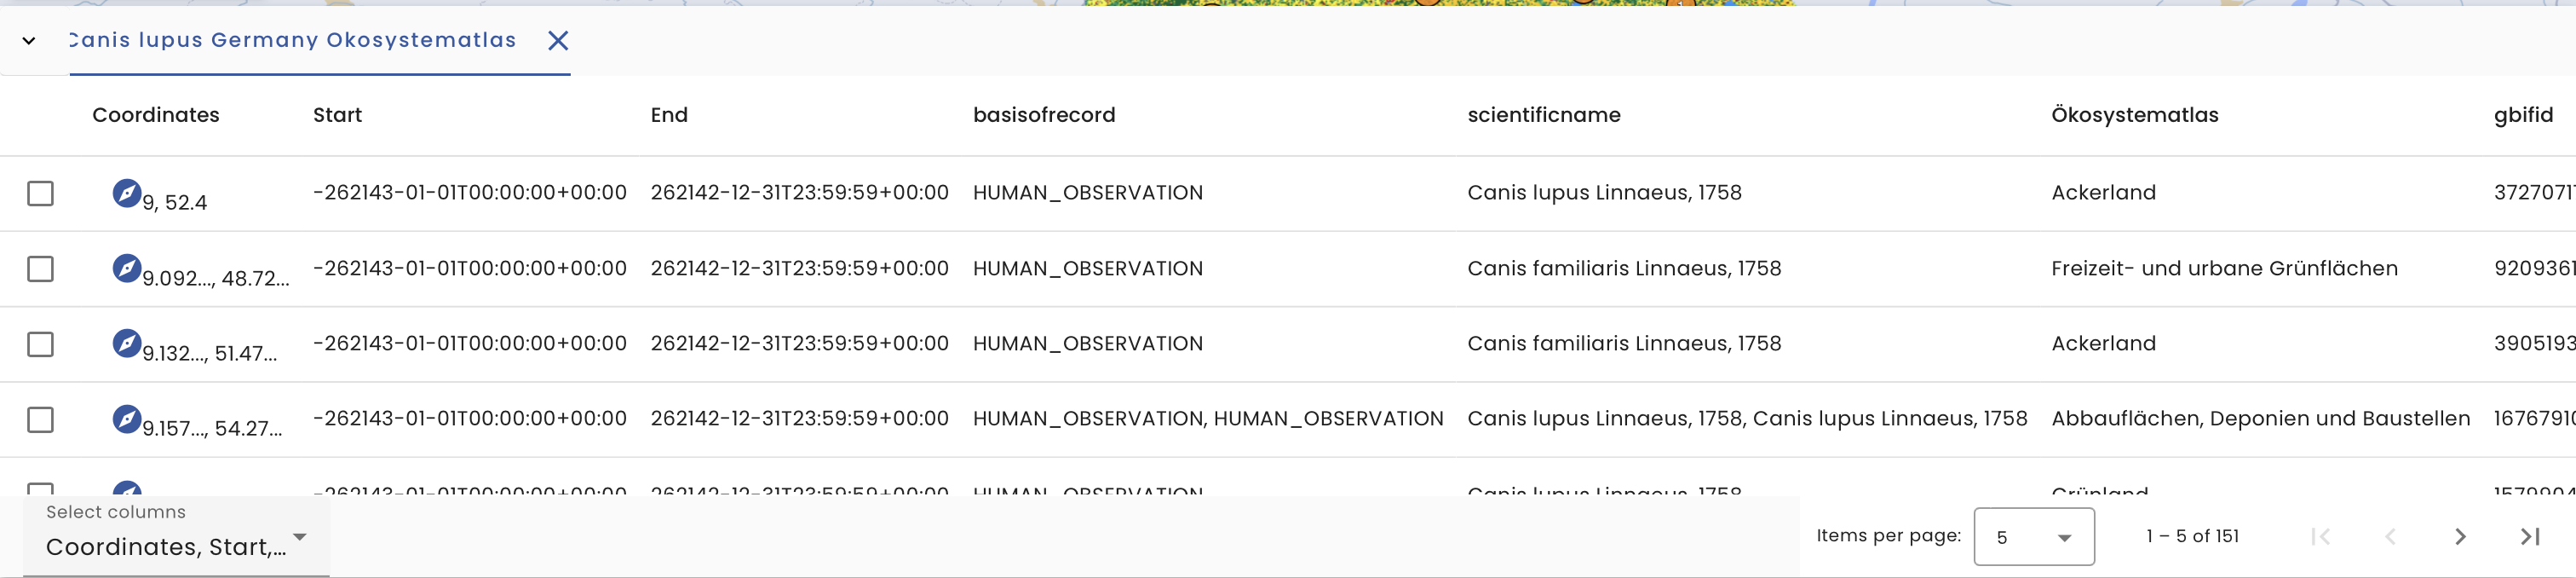 Canis lupus Germany Okosystematlas
Coordinates Start End basisofrecord scientificname Ökosystematlas gbifid
9, 52.4 -262143-01-01T00:00:00+00:00 262142-12-31T23:59:59+00:00 HUMAN_OBSERVATION Canis lupus Linnaeus, 1758 Ackerland 3727071
9.092..., 48.72... -262143-01-01T00:00:00+00:00 262142-12-31T23:59:59+00:00 HUMAN_OBSERVATION Canis familiaris Linnaeus, 1758 Freizeit- und urbane Grünflächen 9209361
9.132..., 51.47... -262143-01-01T00:00:00+00:00 262142-12-31T23:59:59+00:00 HUMAN_OBSERVATION Canis familiaris Linnaeus, 1758 Ackerland 3905193
9.157..., 54.27... -262143-01-01T00:00:00+00:00 262142-12-31T23:59:59+00:00 HUMAN_OBSERVATION, HUMAN_OBSERVATION Canis lupus Linnaeus, 1758, Canis lupus Linnaeus, 1758 Abbauflächen, Deponien und Baustellen 1676791
-262143-01-01T00:00:00+00:00 262142-12-31T23:59:59+00:00 HUMAN_OBSERVATION Canis lupus Linnaeus, 1758 Grünland
Select columns
Coordinates, Start,...
Items per page: 5 1 – 5 of 151